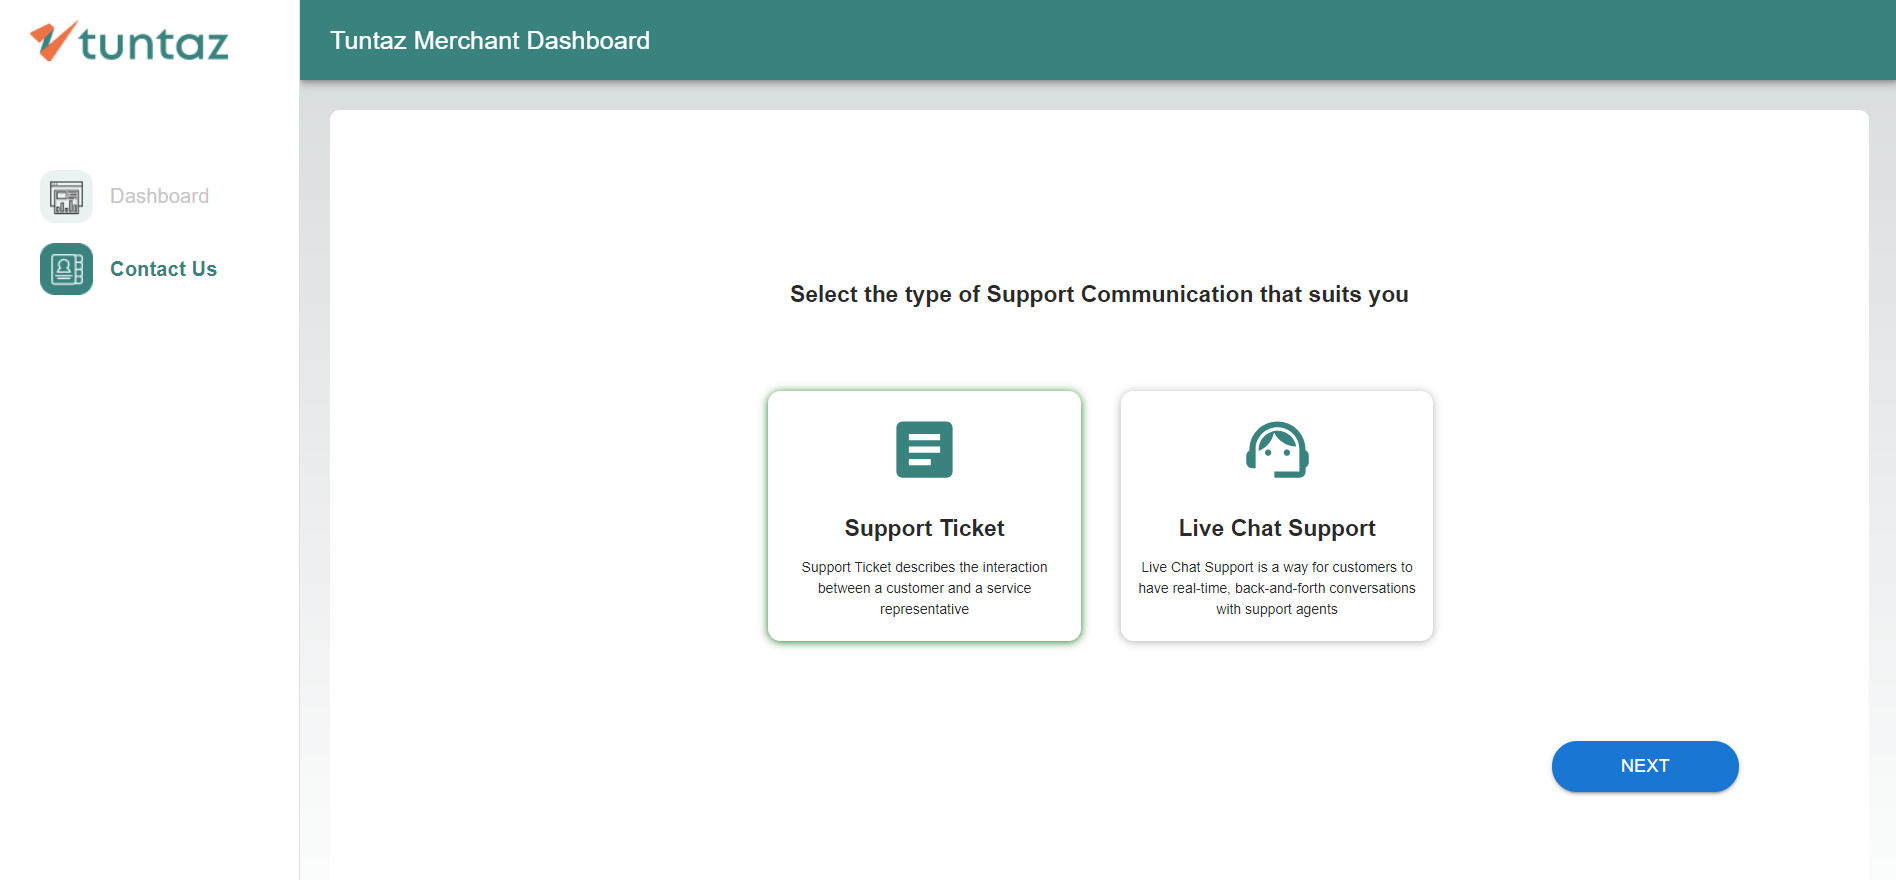 tuntaz
Tuntaz Merchant Dashboard
Dashboard
Contact Us
Select the type of Support Communication that suits you
Support Ticket
Support Ticket describes the interaction
between a customer and a service
representative
Live Chat Support
Live Chat Support is a way for customers to
have real-time, back-and-forth conversations
with support agents
NEXT